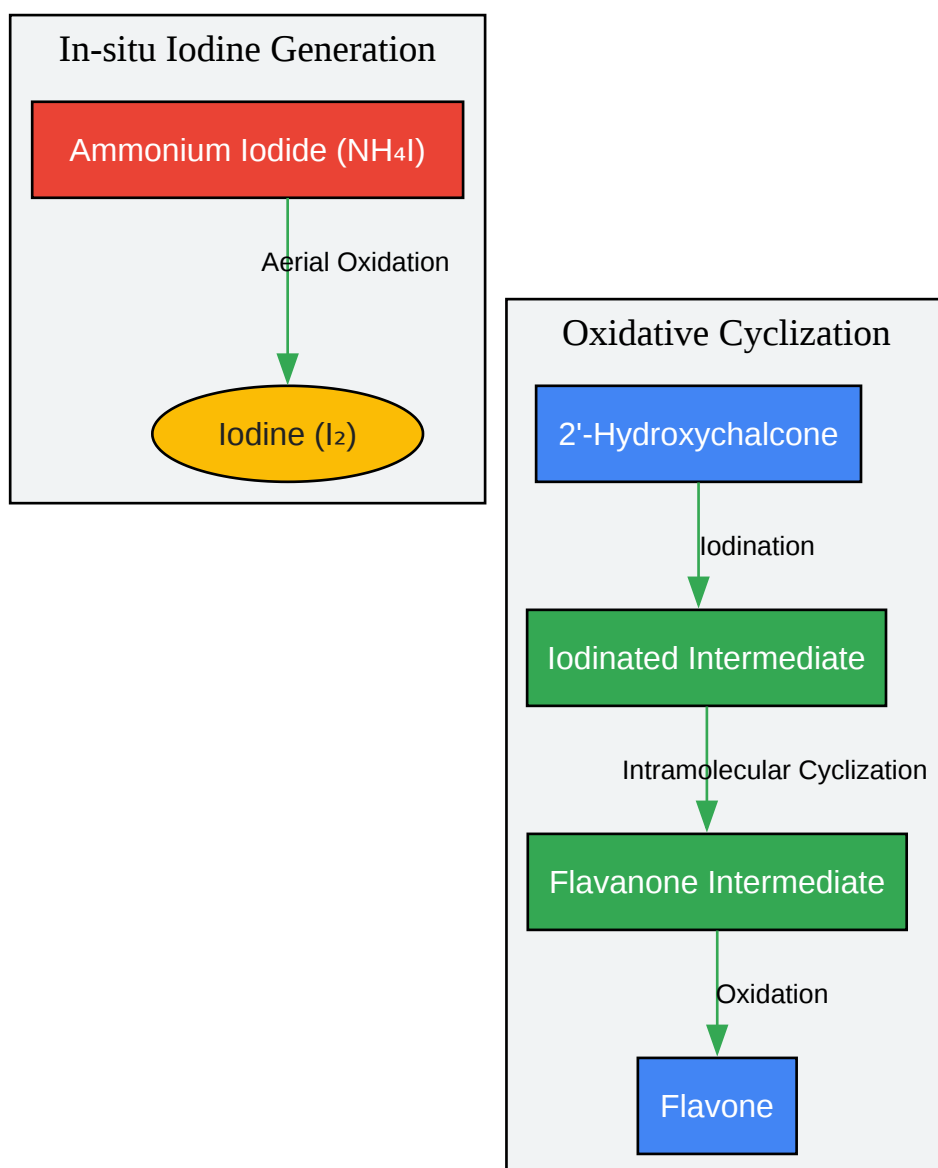 In-situ Iodine Generation
Ammonium Iodide (NH₄I)
Aerial Oxidation
Iodine (I₂)
Oxidative Cyclization
2'-Hydroxychalcone
Iodination
Iodinated Intermediate
Intramolecular Cyclization
Flavanone Intermediate
Oxidation
Flavone